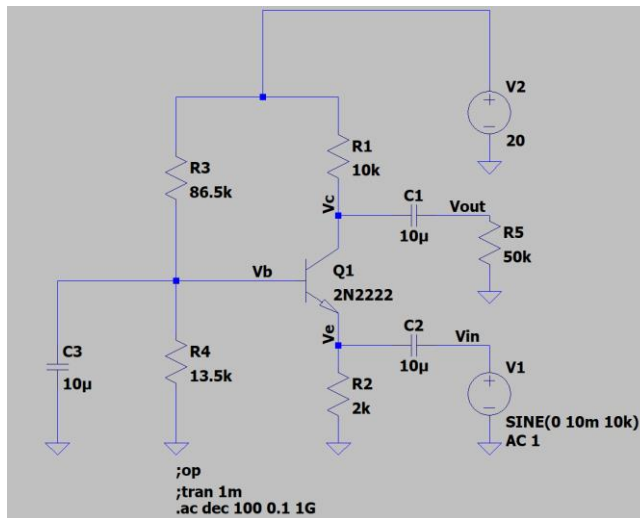 V2
20
R3
86.5k
R1
10k
Vc
C1
10µ
Vout
R5
50k
Vb
Q1
2N2222
C3
10µ
R4
13.5k
Ve
R2
2k
C2
10µ
Vin
V1
SINE(0 10m 10k)
AC 1
;op
;tran 1m
.ac dec 100 0.1 1G